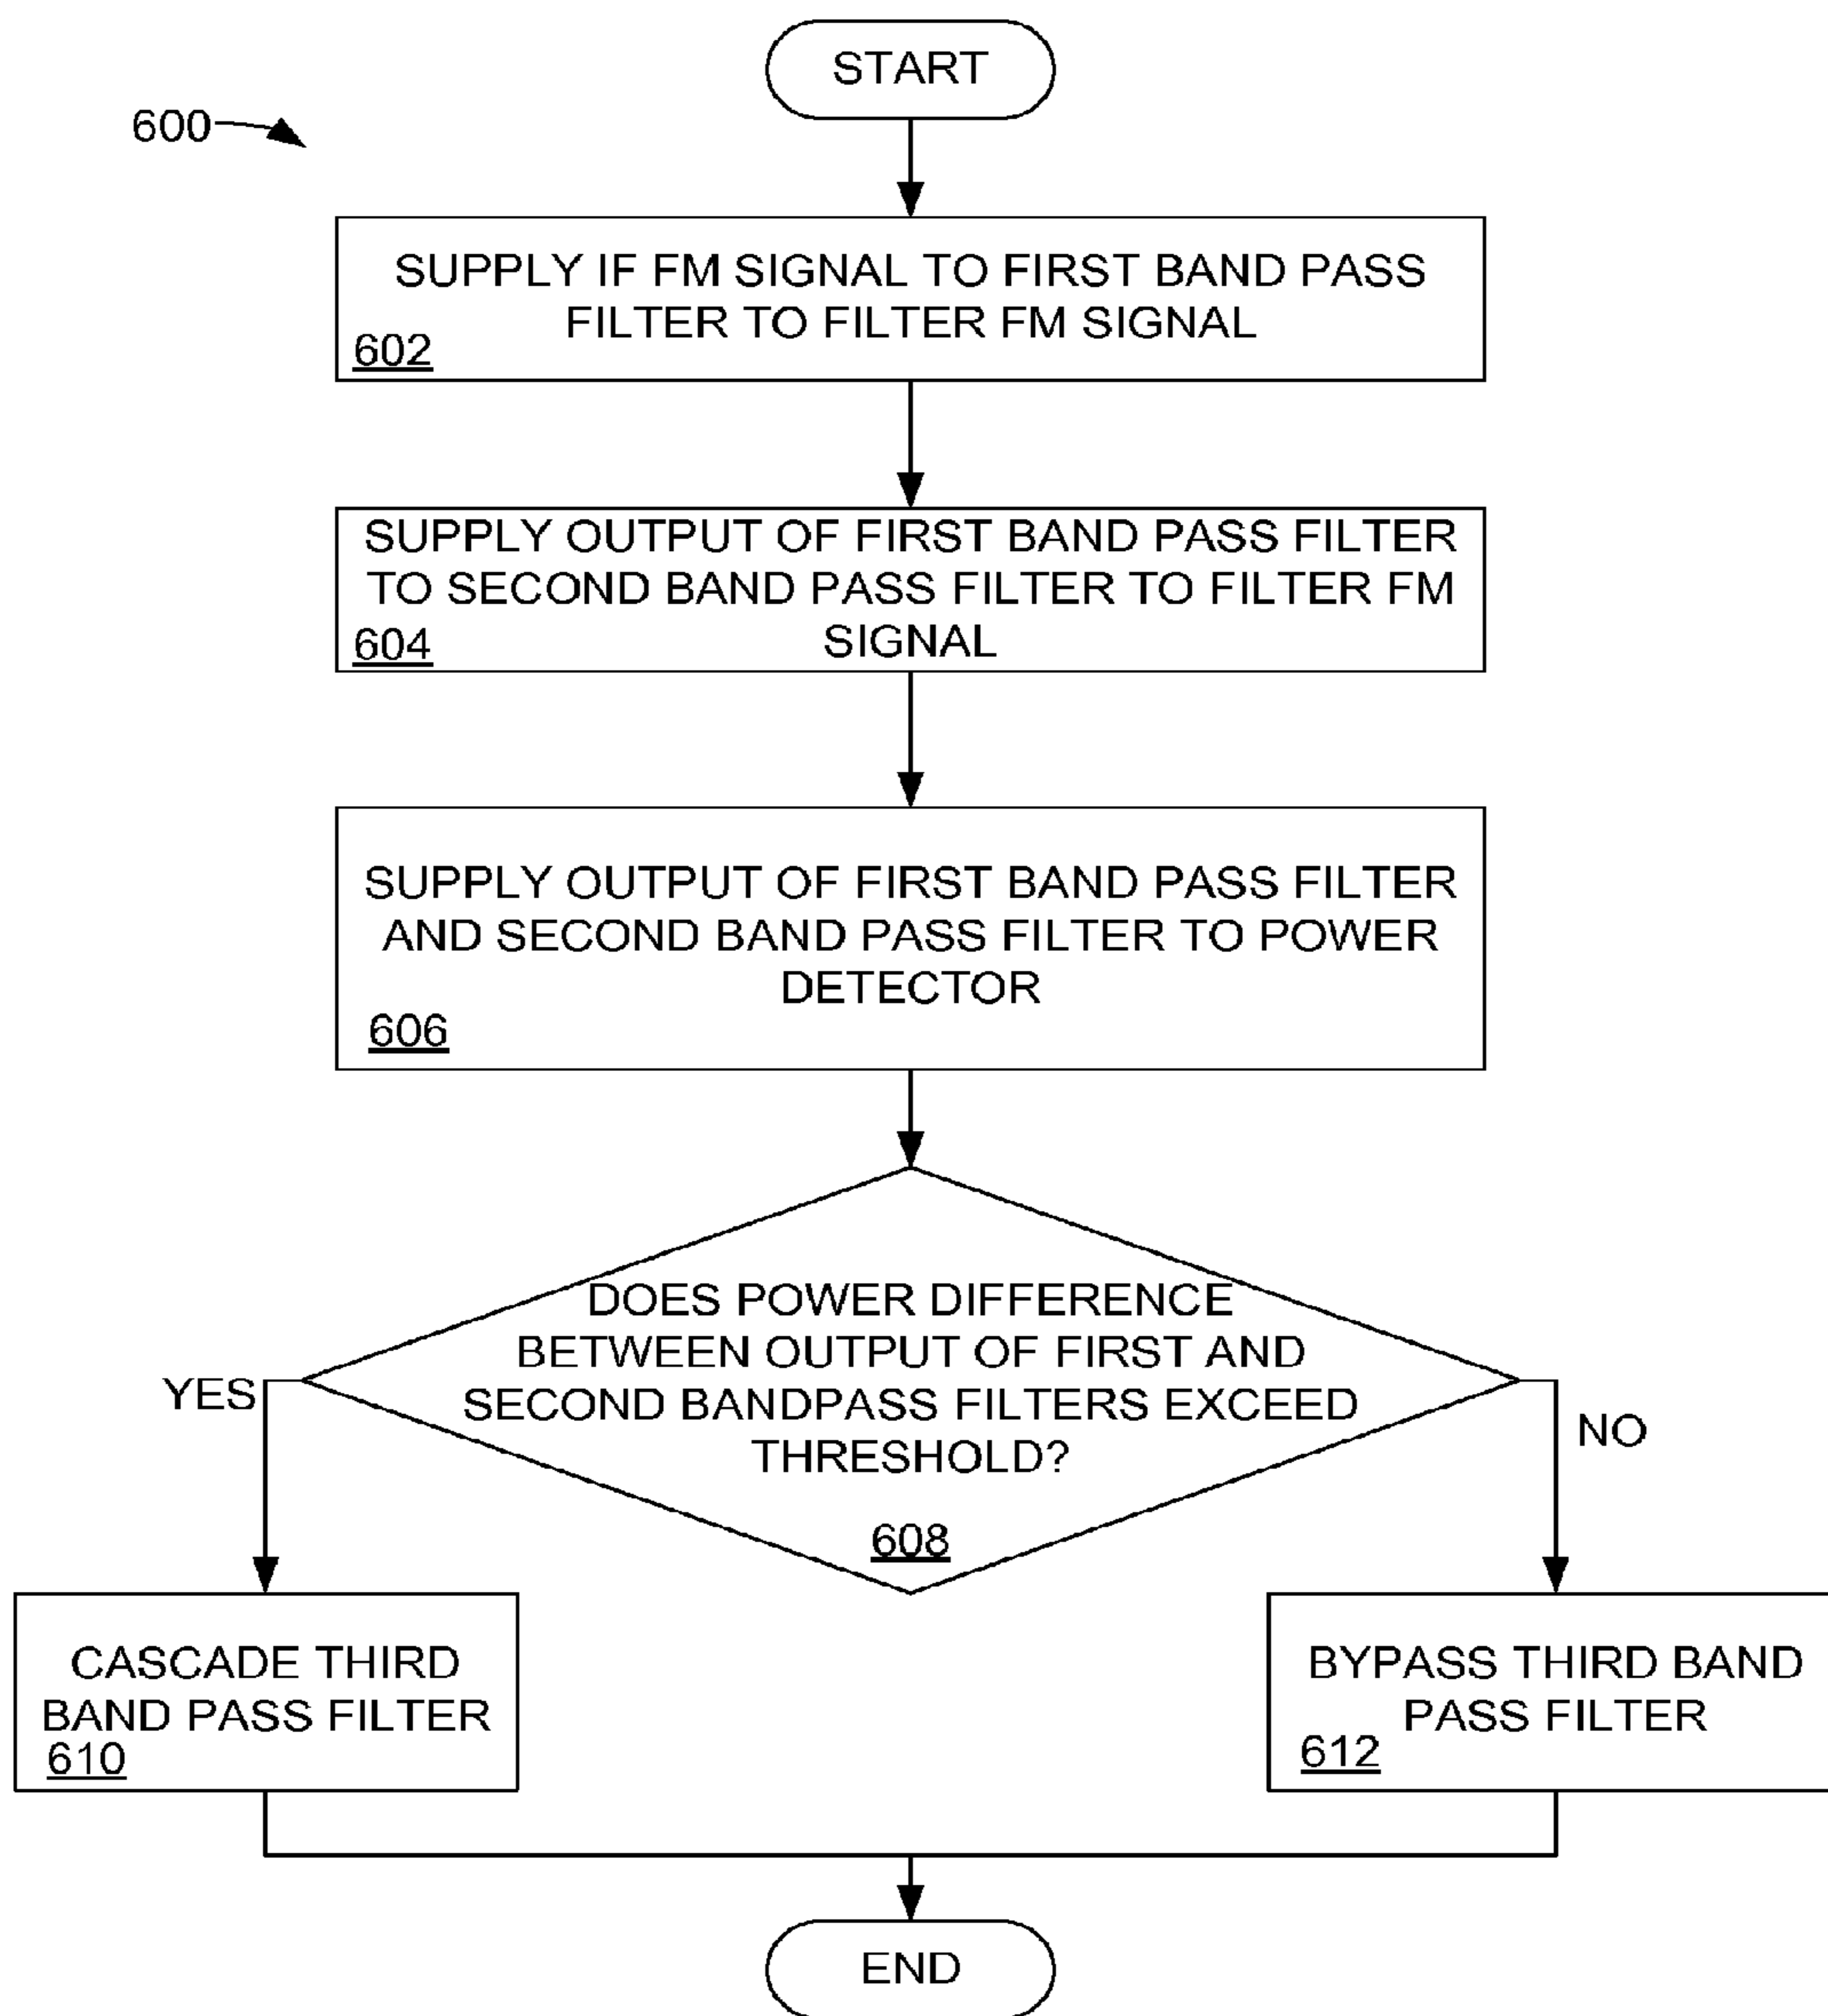 START
600
SUPPLY IF FM SIGNAL TO FIRST BAND PASS
FILTER TO FILTER FM SIGNAL
602
SUPPLY OUTPUT OF FIRST BAND PASS FILTER
TO SECOND BAND PASS FILTER TO FILTER FM
SIGNAL
604
SUPPLY OUTPUT OF FIRST BAND PASS FILTER
AND SECOND BAND PASS FILTER TO POWER
DETECTOR
606
DOES POWER DIFFERENCE
BETWEEN OUTPUT OF FIRST AND
SECOND BANDPASS FILTERS EXCEED
THRESHOLD?
608
YES
NO
CASCADE THIRD
BAND PASS FILTER
610
BYPASS THIRD BAND
PASS FILTER
612
END